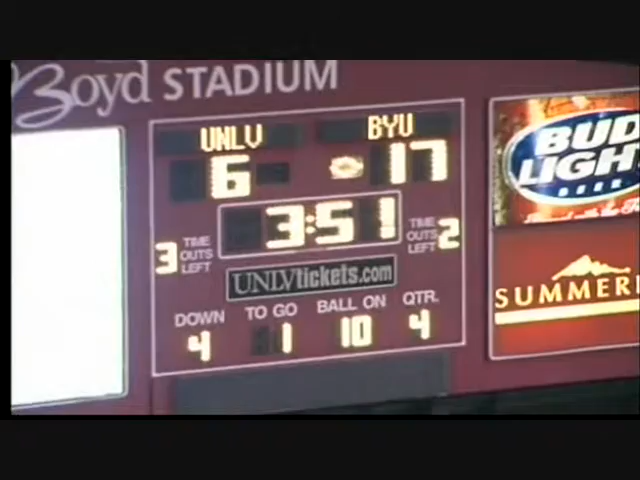 Boyd STADIUM
UNLV BYU
6 17
3:51
3 TIME OUTS LEFT
TIME OUTS LEFT 2
UNLVtickets.com
DOWN TO GO BALL ON QTR.
4 1 10 4
BUD
LIGHT
BEER